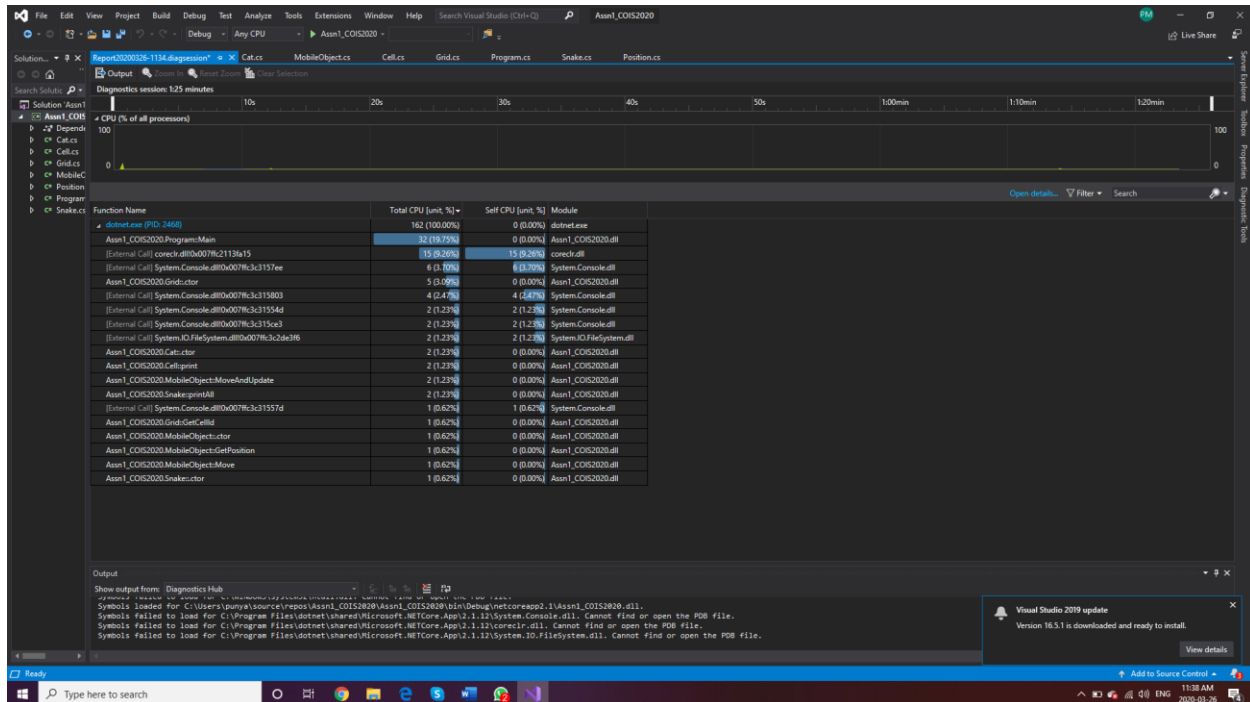 File Edit View Project Build Debug Test Analyze Tools Extensions Window Help Search Visual Studio (Ctrl+Q) Assn1_COIS2020 PM
Debug Any CPU Assn1_COIS2020 Live Share
Solution... Report20200326-1134.diagsession* Cat.cs MobileObject.cs Cell.cs Grid.cs Program.cs Snake.cs Position.cs
Output Zoom In Reset Zoom Clear Selection
Search Solutic Diagnostics session: 1:25 minutes
Solution 'Assn1 10s 20s 30s 40s 50s 1:00min 1:10min 1:20min
Assn1_COIS CPU (% of all processors)
Depende 100 100
Cat.cs
Cell.cs
Grid.cs 0 0
MobileC
Position Open details... Filter Search
Program
Snake.cs Function Name Total CPU [unit, %] Self CPU [unit, %] Module
dotnet.exe (PID: 2468) 162 (100.00%) 0 (0.00%) dotnet.exe
Assn1_COIS2020.Program::Main 32 (19.75%) 0 (0.00%) Assn1_COIS2020.dll
[External Call] coreclr.dll!0x007ffc2113fa15 15 (9.26%) 15 (9.26%) coreclr.dll
[External Call] System.Console.dll!0x007ffc3c3157ee 6 (3.70%) 6 (3.70%) System.Console.dll
Assn1_COIS2020.Grid::.ctor 5 (3.09%) 0 (0.00%) Assn1_COIS2020.dll
[External Call] System.Console.dll!0x007ffc3c315803 4 (2.47%) 4 (2.47%) System.Console.dll
[External Call] System.Console.dll!0x007ffc3c31554d 2 (1.23%) 2 (1.23%) System.Console.dll
[External Call] System.Console.dll!0x007ffc3c315ce3 2 (1.23%) 2 (1.23%) System.Console.dll
[External Call] System.IO.FileSystem.dll!0x007ffc3c2de3f6 2 (1.23%) 2 (1.23%) System.IO.FileSystem.dll
Assn1_COIS2020.Cat::.ctor 2 (1.23%) 0 (0.00%) Assn1_COIS2020.dll
Assn1_COIS2020.Cell::print 2 (1.23%) 0 (0.00%) Assn1_COIS2020.dll
Assn1_COIS2020.MobileObject::MoveAndUpdate 2 (1.23%) 0 (0.00%) Assn1_COIS2020.dll
Assn1_COIS2020.Snake::printAll 2 (1.23%) 0 (0.00%) Assn1_COIS2020.dll
[External Call] System.Console.dll!0x007ffc3c31557d 1 (0.62%) 1 (0.62%) System.Console.dll
Assn1_COIS2020.Grid::GetCellId 1 (0.62%) 0 (0.00%) Assn1_COIS2020.dll
Assn1_COIS2020.MobileObject::.ctor 1 (0.62%) 0 (0.00%) Assn1_COIS2020.dll
Assn1_COIS2020.MobileObject::GetPosition 1 (0.62%) 0 (0.00%) Assn1_COIS2020.dll
Assn1_COIS2020.MobileObject::Move 1 (0.62%) 0 (0.00%) Assn1_COIS2020.dll
Assn1_COIS2020.Snake::.ctor 1 (0.62%) 0 (0.00%) Assn1_COIS2020.dll
Server Explorer
Toolbox
Properties
Diagnostic Tools
Output
Show output from: Diagnostics Hub
Symbols loaded for C:\Users\punya\source\repos\Assn1_COIS2020\Assn1_COIS2020\bin\Debug\netcoreapp2.1\Assn1_COIS2020.dll.
Symbols failed to load for C:\Program Files\dotnet\shared\Microsoft.NETCore.App\2.1.12\System.Console.dll. Cannot find or open the PDB file.
Symbols failed to load for C:\Program Files\dotnet\shared\Microsoft.NETCore.App\2.1.12\coreclr.dll. Cannot find or open the PDB file.
Symbols failed to load for C:\Program Files\dotnet\shared\Microsoft.NETCore.App\2.1.12\System.IO.FileSystem.dll. Cannot find or open the PDB file.
Visual Studio 2019 update
Version 16.5.1 is downloaded and ready to install.
View details
Ready Add to Source Control
Type here to search ENG 11:38 AM
2020-03-26